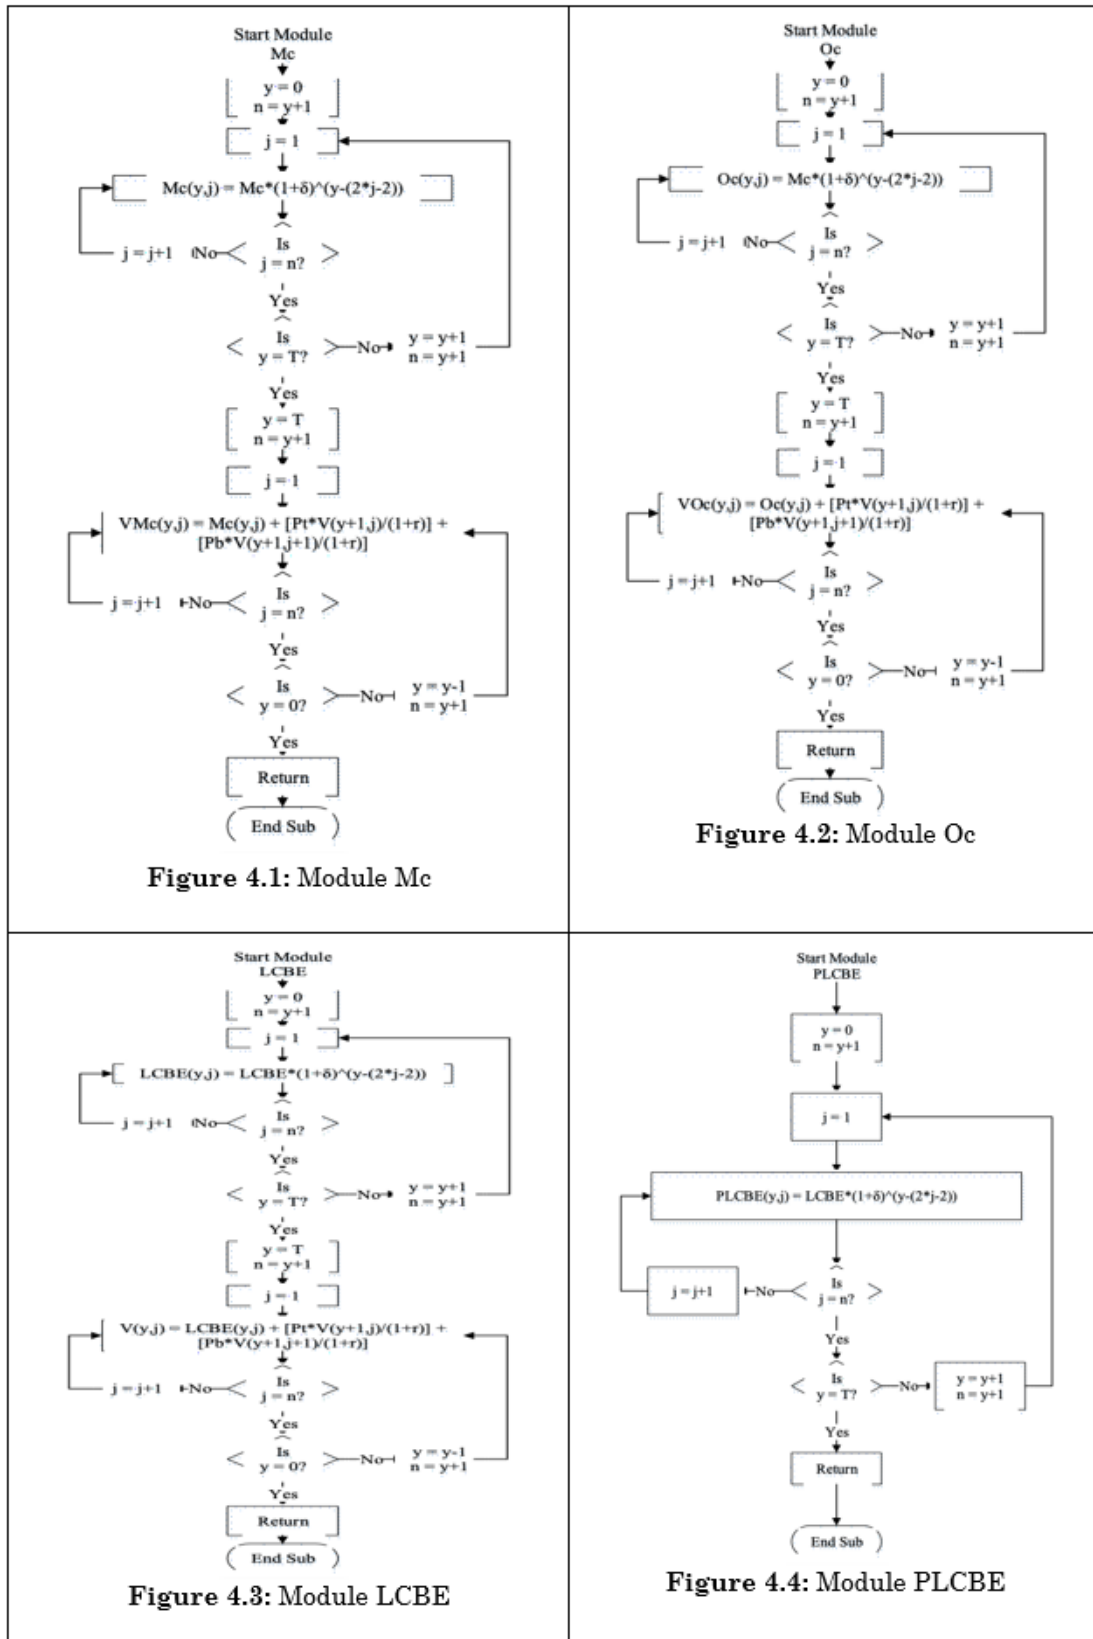 Start Module
Mc
y = 0
n = y+1
j = 1
Mc(y,j) = Mc*(1+δ)^(y-(2*j-2))
Is
j = n?
No
j = j+1
Yes
Is
y = T?
No
y = y+1
n = y+1
Yes
y = T
n = y+1
j = 1
VMc(y,j) = Mc(y,j) + [Pt*V(y+1,j)/(1+r)] +
[Pb*V(y+1,j+1)/(1+r)]
Is
j = n?
No
j = j+1
Yes
Is
y = 0?
No
y = y-1
n = y+1
Yes
Return
End Sub
Figure 4.1: Module Mc
Start Module
Oc
y = 0
n = y+1
j = 1
Oc(y,j) = Mc*(1+δ)^(y-(2*j-2))
Is
j = n?
No
j = j+1
Yes
Is
y = T?
No
y = y+1
n = y+1
Yes
y = T
n = y+1
j = 1
VOc(y,j) = Oc(y,j) + [Pt*V(y+1,j)/(1+r)] +
[Pb*V(y+1,j+1)/(1+r)]
Is
j = n?
No
j = j+1
Yes
Is
y = 0?
No
y = y-1
n = y+1
Yes
Return
End Sub
Figure 4.2: Module Oc
Start Module
LCBE
y = 0
n = y+1
j = 1
LCBE(y,j) = LCBE*(1+δ)^(y-(2*j-2))
Is
j = n?
No
j = j+1
Yes
Is
y = T?
No
y = y+1
n = y+1
Yes
y = T
n = y+1
j = 1
V(y,j) = LCBE(y,j) + [Pt*V(y+1,j)/(1+r)] +
[Pb*V(y+1,j+1)/(1+r)]
Is
j = n?
No
j = j+1
Yes
Is
y = 0?
No
y = y-1
n = y+1
Yes
Return
End Sub
Figure 4.3: Module LCBE
Start Module
PLCBE
y = 0
n = y+1
j = 1
PLCBE(y,j) = LCBE*(1+δ)^(y-(2*j-2))
Is
j = n?
No
j = j+1
Yes
Is
y = T?
No
y = y+1
n = y+1
Yes
Return
End Sub
Figure 4.4: Module PLCBE